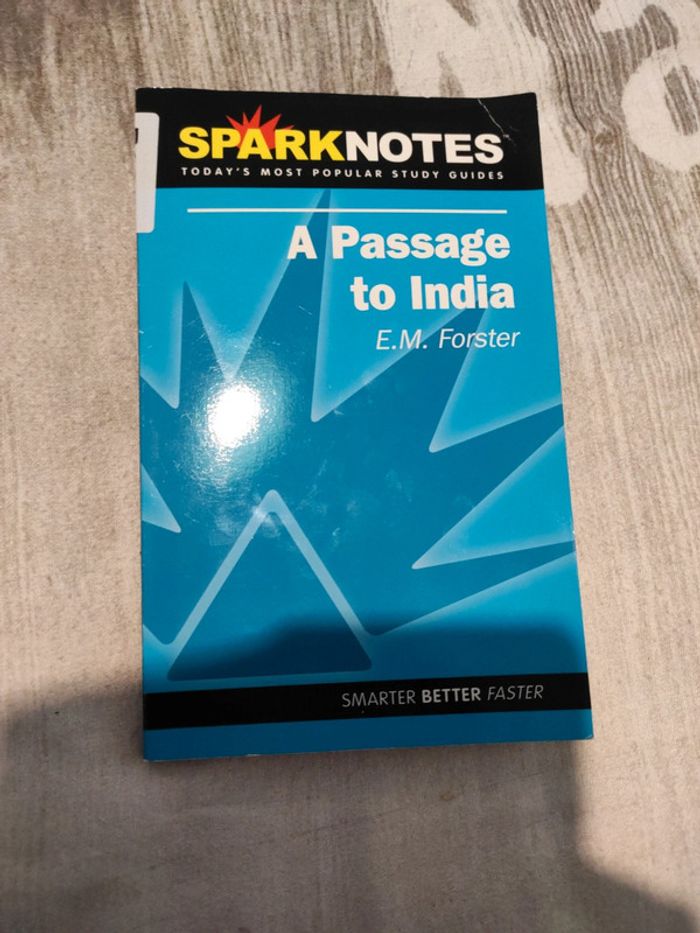 SPARKNOTES
TODAY'S MOST POPULAR STUDY GUIDES
A Passage
to India
E.M. Forster
SMARTER BETTER FASTER